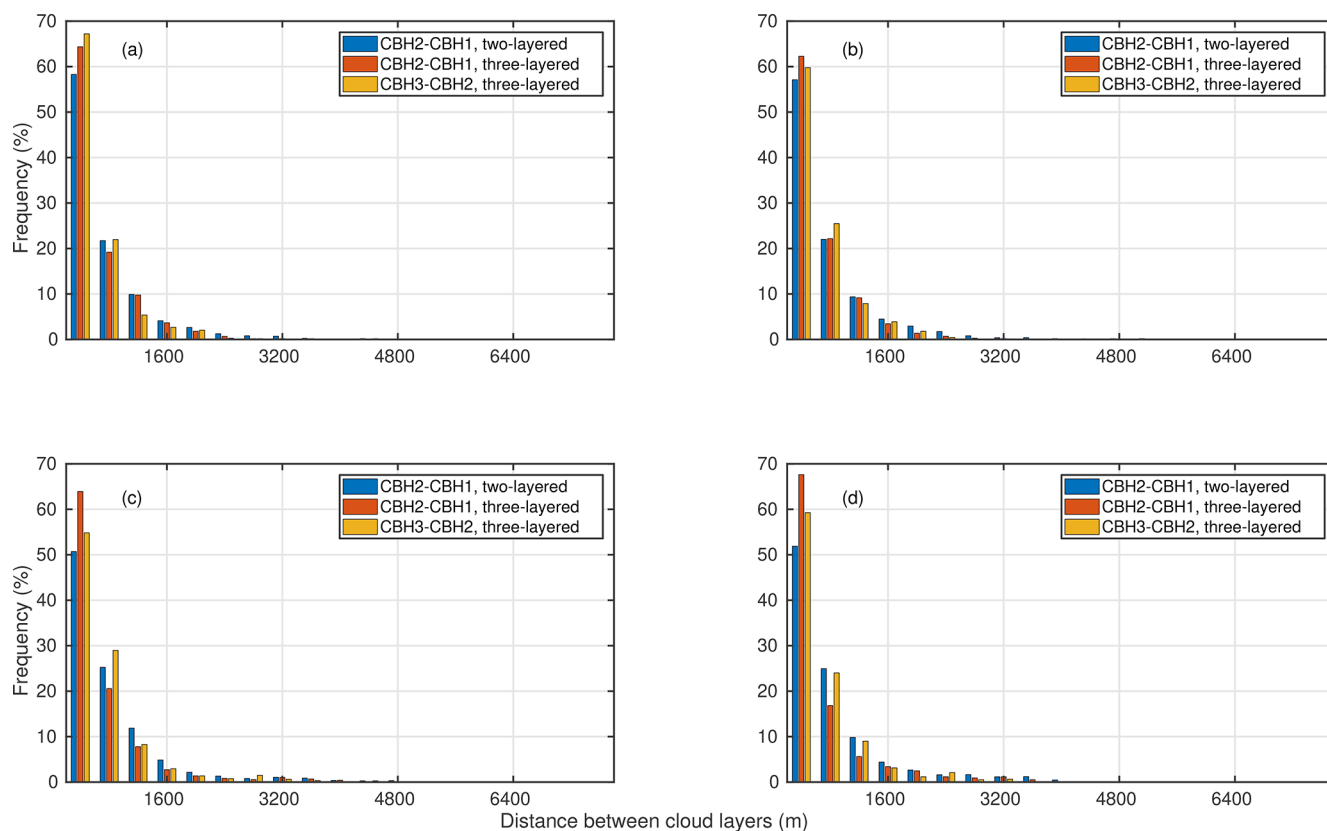 70
60
50
40
30
20
10
0
Frequency (%)
(a)
CBH2-CBH1, two-layered
CBH2-CBH1, three-layered
CBH3-CBH2, three-layered
1600 3200 4800 6400
70
60
50
40
30
20
10
0
(b)
CBH2-CBH1, two-layered
CBH2-CBH1, three-layered
CBH3-CBH2, three-layered
1600 3200 4800 6400
70
60
50
40
30
20
10
0
Frequency (%)
(c)
CBH2-CBH1, two-layered
CBH2-CBH1, three-layered
CBH3-CBH2, three-layered
1600 3200 4800 6400
70
60
50
40
30
20
10
0
(d)
CBH2-CBH1, two-layered
CBH2-CBH1, three-layered
CBH3-CBH2, three-layered
1600 3200 4800 6400
Distance between cloud layers (m)